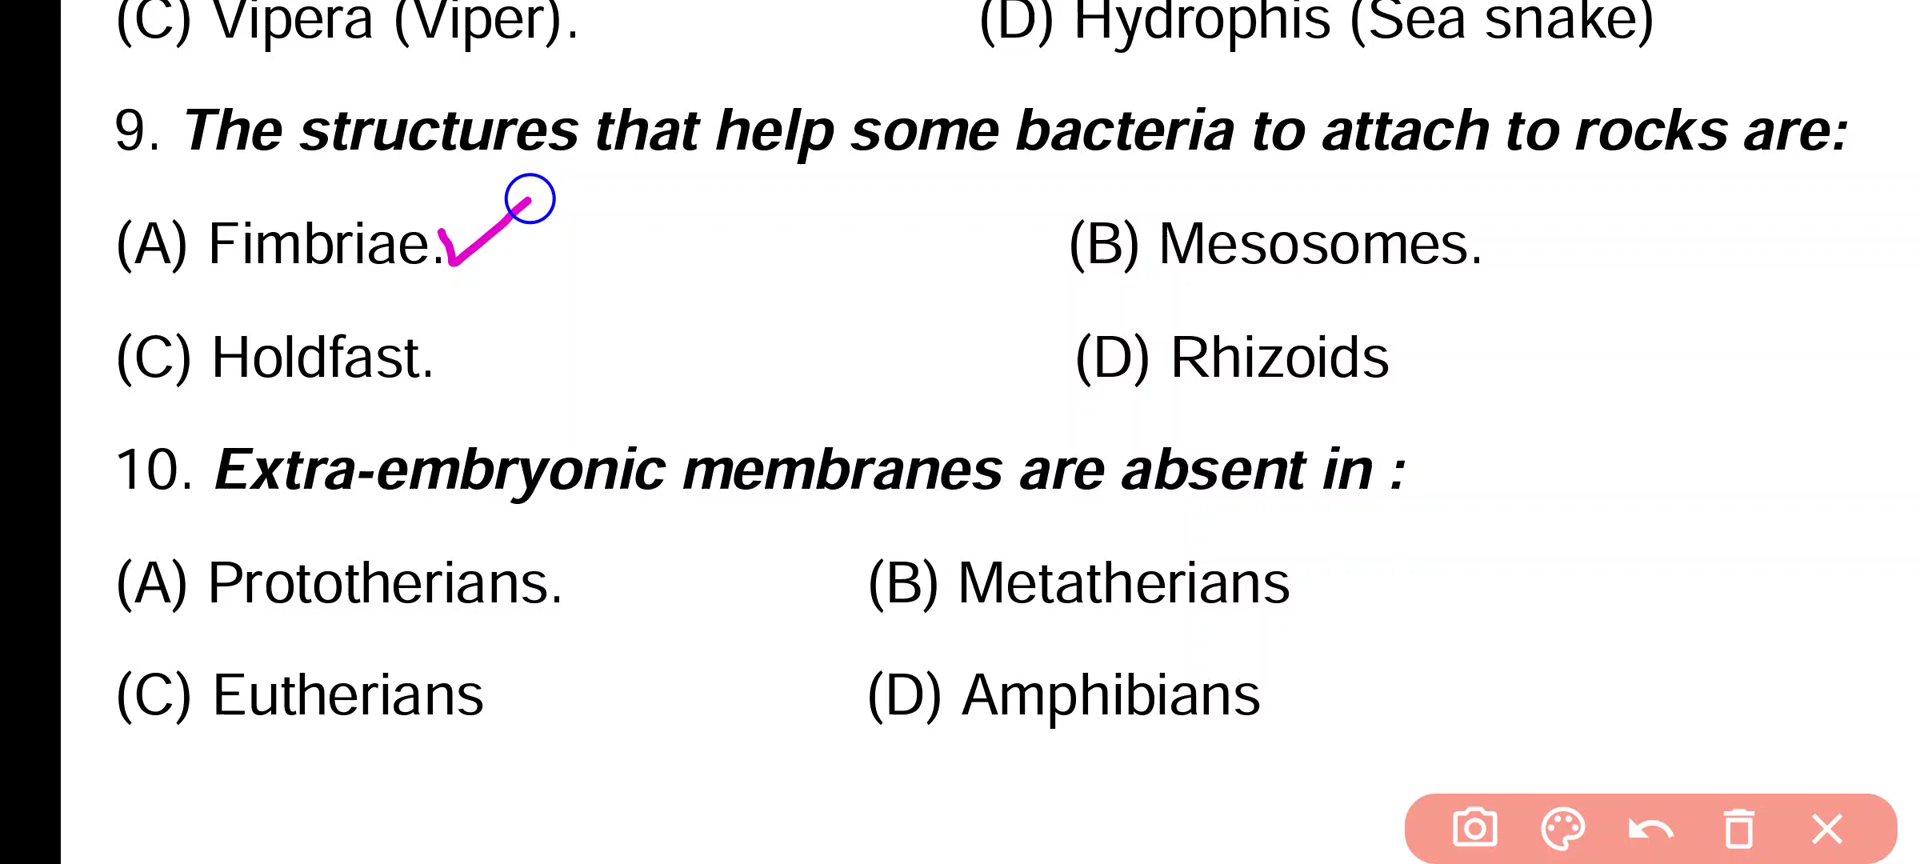 (C) Vipera (Viper). (D) Hydrophis (Sea snake)
9. The structures that help some bacteria to attach to rocks are:
(A) Fimbriae. (B) Mesosomes.
(C) Holdfast. (D) Rhizoids
10. Extra-embryonic membranes are absent in :
(A) Prototherians. (B) Metatherians
(C) Eutherians (D) Amphibians